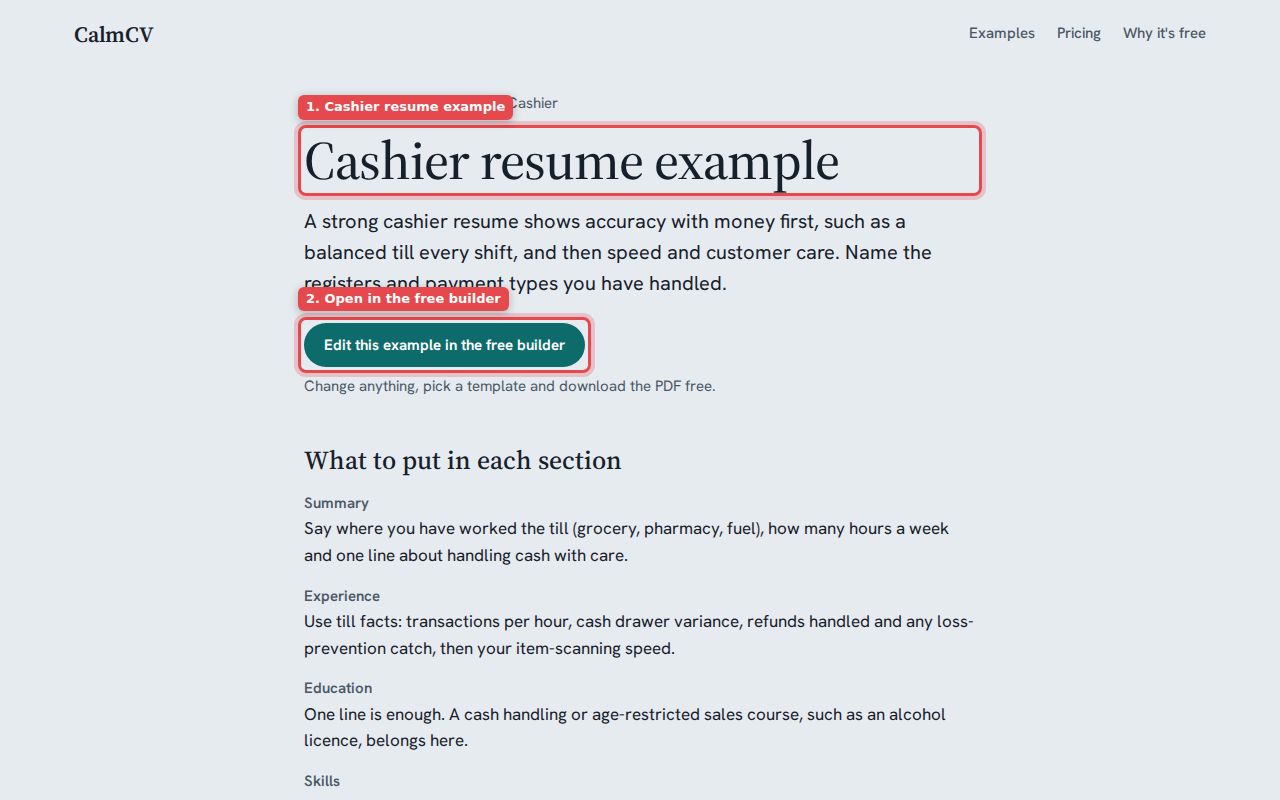 CalmCV
Examples Pricing Why it's free
1. Cashier resume example
Cashier
Cashier resume example
A strong cashier resume shows accuracy with money first, such as a
balanced till every shift, and then speed and customer care. Name the
registers and payment types you have handled.
2. Open in the free builder
Edit this example in the free builder
Change anything, pick a template and download the PDF free.
What to put in each section
Summary
Say where you have worked the till (grocery, pharmacy, fuel), how many hours a week
and one line about handling cash with care.
Experience
Use till facts: transactions per hour, cash drawer variance, refunds handled and any loss-
prevention catch, then your item-scanning speed.
Education
One line is enough. A cash handling or age-restricted sales course, such as an alcohol
licence, belongs here.
Skills